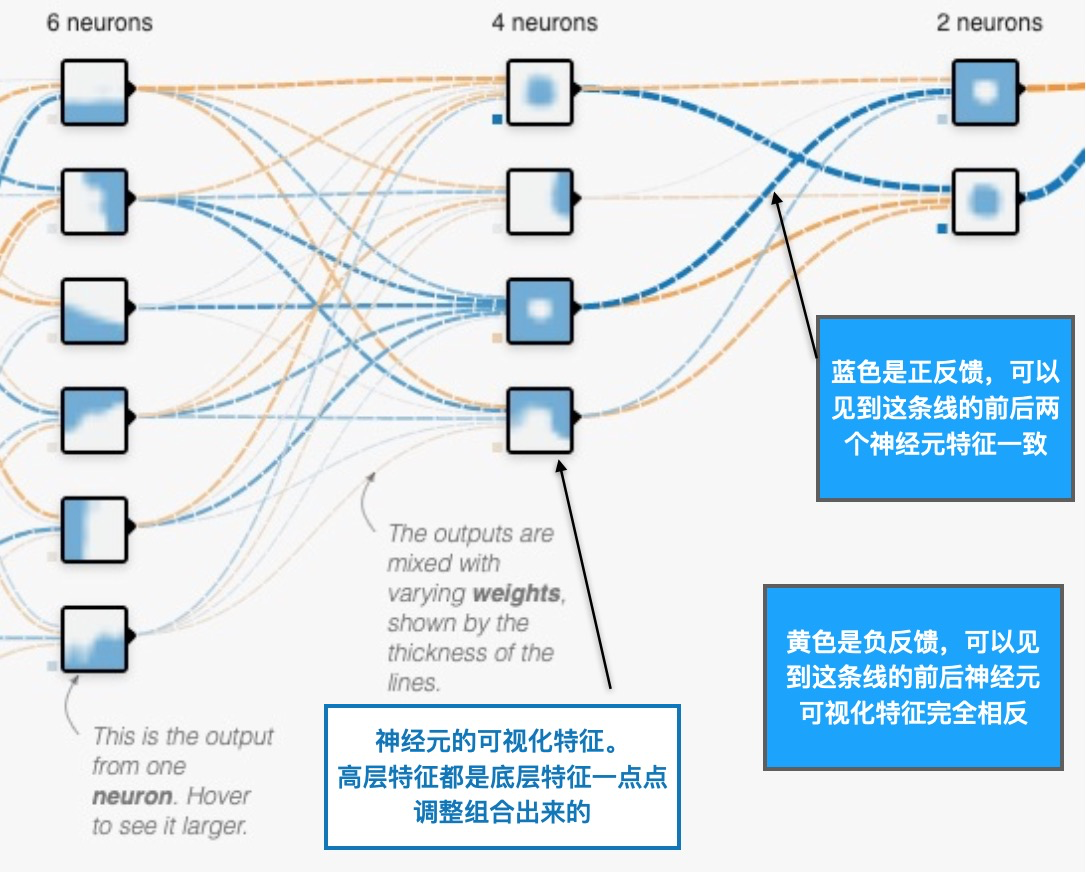 6 neurons
4 neurons
2 neurons
蓝色是正反馈，可以
见到这条线的前后两
个神经元特征一致
The outputs are
mixed with
varying weights,
shown by the
thickness of the
lines.
黄色是负反馈，可以见
到这条线的前后神经元
可视化特征完全相反
This is the output
from one
neuron. Hover
to see it larger.
神经元的可视化特征。
高层特征都是底层特征一点点
调整组合出来的